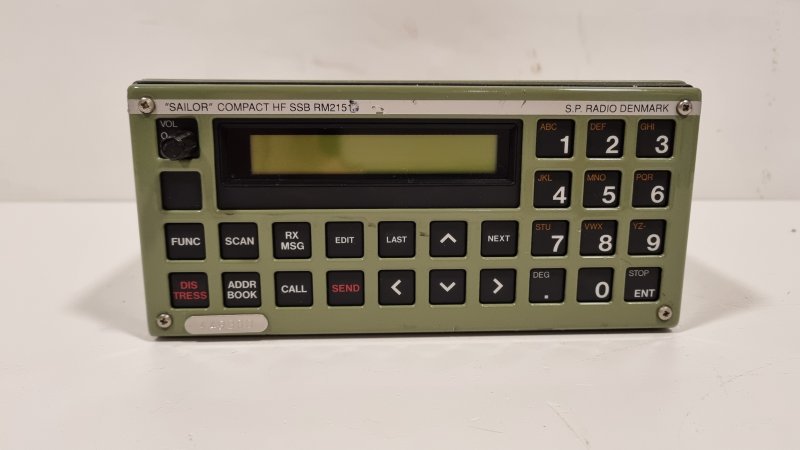 "SAILOR" COMPACT HF SSB RM2151
S.P. RADIO DENMARK
VOL
ABC
1
DEF
2
GHI
3
JKL
4
MNO
5
PQR
6
FUNC
SCAN
RX
MSG
EDIT
LAST
NEXT
STU
7
VWX
8
YZ-
9
DIS
TRESS
ADDR
BOOK
CALL
SEND
DEG
.
0
STOP
ENT